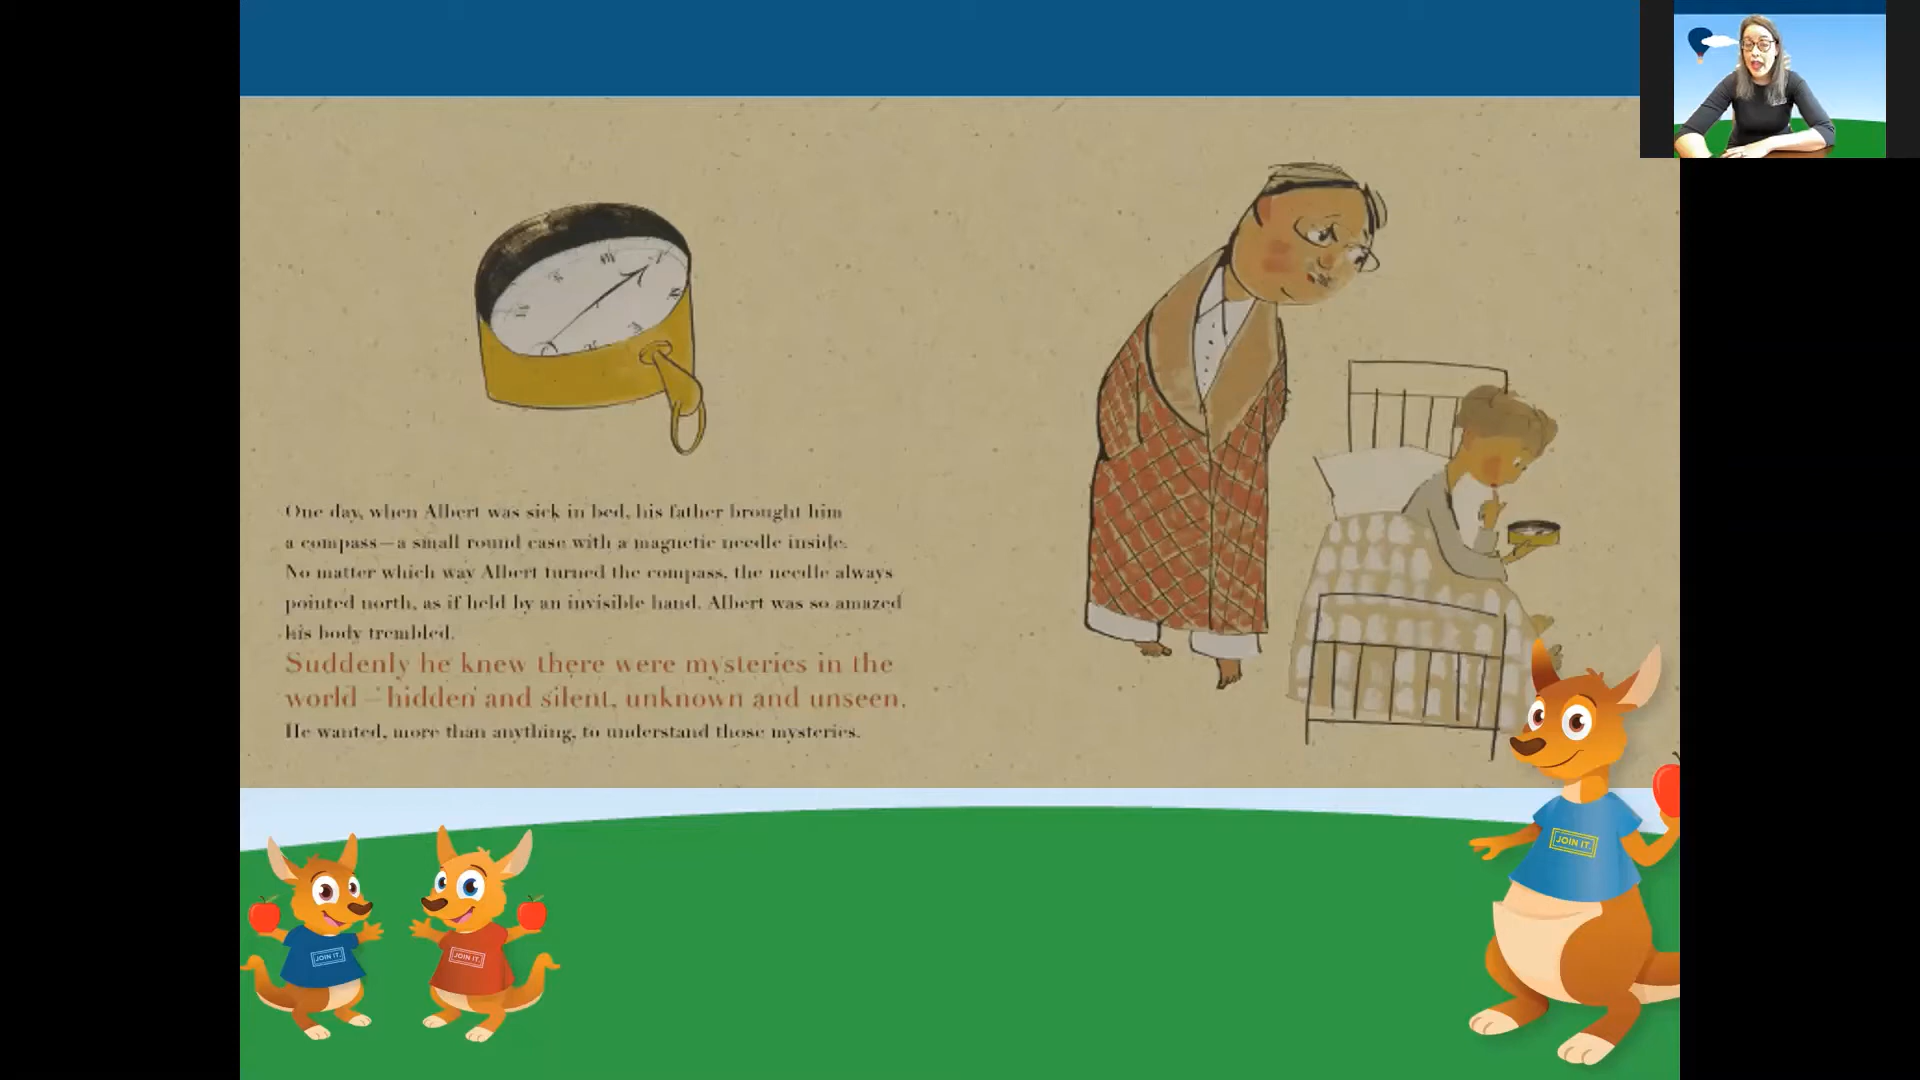 One day, when Albert was sick in bed, his father brought him
a compass—a small round case with a magnetic needle inside.
No matter which way Albert turned the compass, the needle always
pointed north, as if held by an invisible hand. Albert was so amazed
his body trembled.
Suddenly he knew there were mysteries in the
world—hidden and silent, unknown and unseen.
He wanted, more than anything, to understand those mysteries.
JOIN IT.
JOIN IT.
JOIN IT.